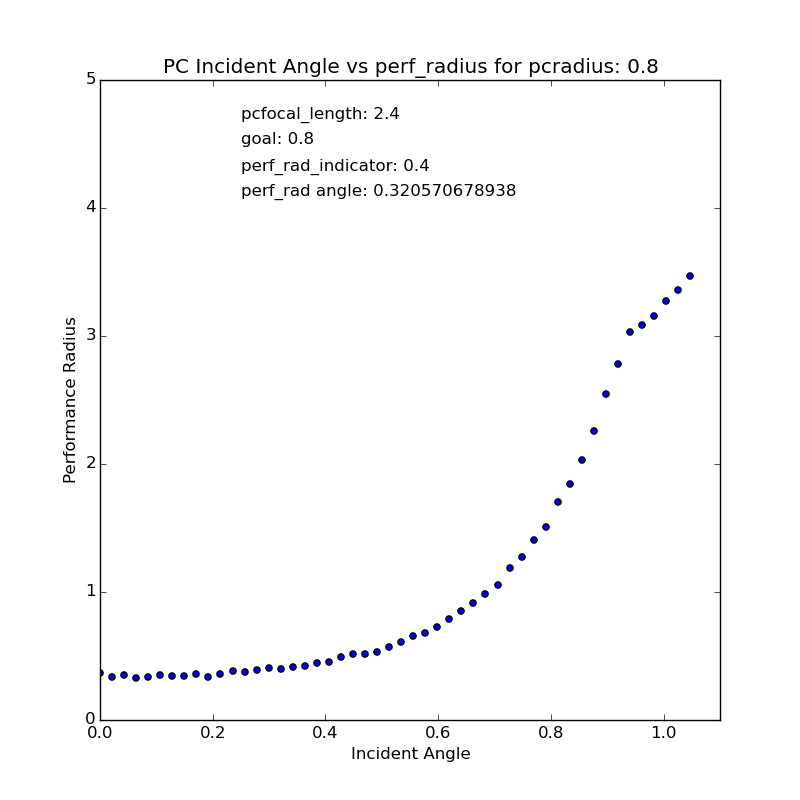 PC Incident Angle vs perf_radius for pcradius: 0.8
5
pcfocal_length: 2.4
goal: 0.8
perf_rad_indicator: 0.4
perf_rad angle: 0.320570678938
4
3
Performance Radius
2
1
0
0.0 0.2 0.4 0.6 0.8 1.0
Incident Angle